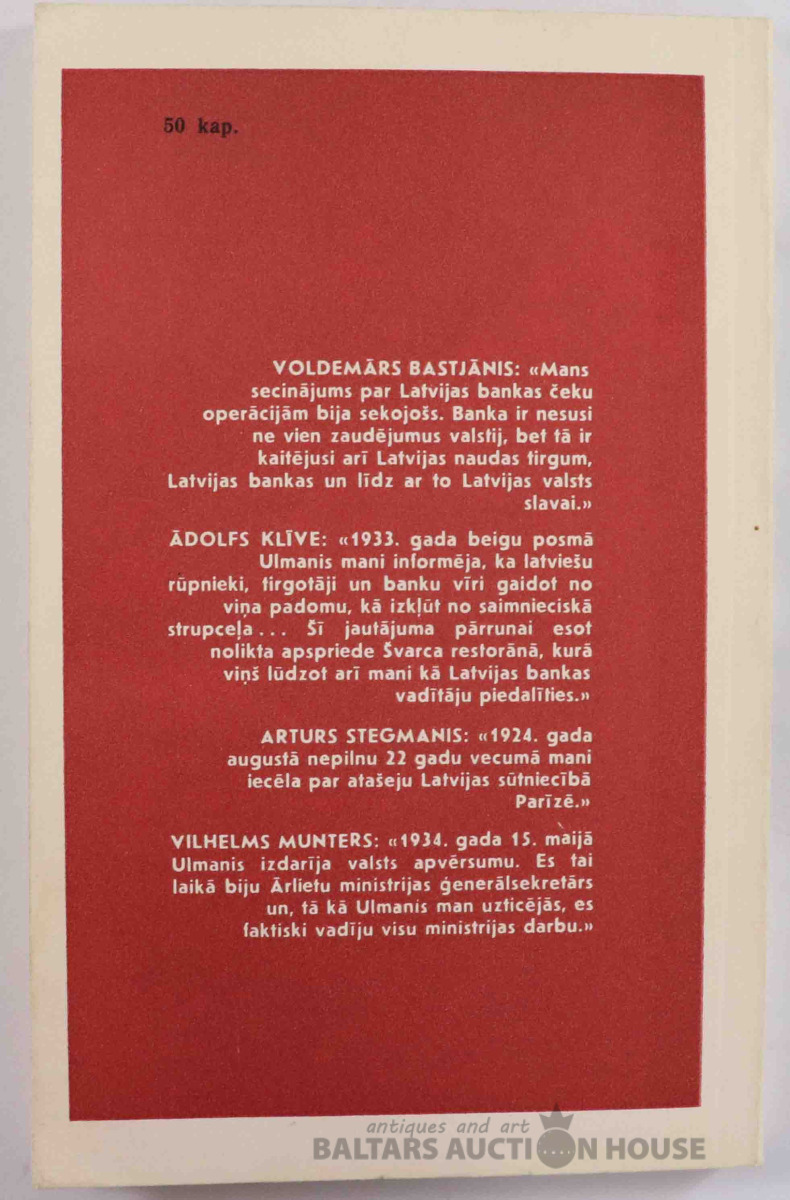 50 kap.
VOLDEMĀRS BASTJĀNIS: «Mans
secinājums par Latvijas bankas čeku
operācijām bija sekojošs. Banka ir nesusi
ne vien zaudējumus valstij, bet tā ir
kaitējusi arī Latvijas naudas tirgum,
Latvijas bankas un līdz ar to Latvijas valsts
slavai.»
ĀDOLFS KLĪVE: «1933. gada beigu posmā
Ulmanis mani informēja, ka latviešu
rūpnieki, tirgotāji un banku vīri gaidot no
viņa padomu, kā izkļūt no saimnieciskā
strupceļa... Šī jautājuma pārrunai esot
nolikta apspriede Švarca restorānā, kurā
viņš lūdzot arī mani kā Latvijas bankas
vadītāju piedalīties.»
ARTURS STEGMANIS: «1924. gada
augustā nepilnu 22 gadu vecumā mani
iecēla par atašeju Latvijas sūtniecībā
Parīzē.»
VILHELMS MUNTERS: «1934. gada 15. maijā
Ulmanis izdarīja valsts apvērsumu. Es tai
laikā biju Ārlietu ministrijas ģenerālsekretārs
un, tā kā Ulmanis man uzticējās, es
faktiski vadīju visu ministrijas darbu.»
antiques and art
BALTARS AUCTION HOUSE